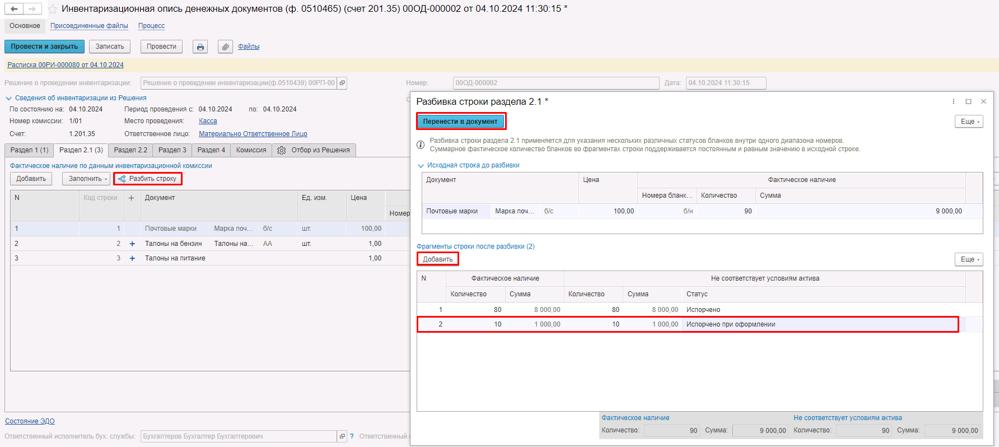 Инвентаризационная опись денежных документов (ф. 0510465) (счет 201.35) 00ОД-000002 от 04.10.2024 11:30:15 *
Основное Присоединенные файлы Процесс
Провести и закрыть Записать Провести Файлы
Расписка 00РИ-000080 от 04.10.2024
Решение о проведении инвентаризации: Решение о проведении инвентаризации(ф.0510439) 00РП-00 Номер: 00ОД-000002 Дата: 04.10.2024 11:30:15
Сведения об инвентаризации из Решения
По состоянию на: 04.10.2024 Период проведения с: 04.10.2024 по: 04.10.2024
Номер комиссии: 1/01 Место проведения: Касса
Счет: 1.201.35 Ответственное лицо: Материально Ответственное Лицо
Раздел 1 (1) Раздел 2.1 (3) Раздел 2.2 Раздел 3 Раздел 4 Комиссия Отбор из Решения
Фактическое наличие по данным инвентаризационной комиссии
Добавить Заполнить Разбить строку
N Код строки + Документ Ед. изм. Цена
Номер
1 1 Почтовые марки Марка поч... б/с шт. 100,00
2 2 + Талоны на бензин Талоны на... АА шт. 1,00
3 3 + Талоны на питание 1,00
Состояние ЭДО
Ответственный исполнитель бух. службы: Бухгалтеров Бухгалтер Бухгалтерович ? Ответственный
Разбивка строки раздела 2.1 *
Перенести в документ Еще
Разбивка строки раздела 2.1 применяется для указания нескольких различных статусов бланков внутри одного диапазона номеров.
Суммарное фактическое количество бланков во фрагментах строки поддерживается постоянным и равным значению в исходной строке.
Исходная строка до разбивки
Документ Цена Фактическое наличие
Номера бланк... Количество Сумма
Почтовые марки Марка поч... б/с 100,00 б/н 90 9 000,00
Фрагменты строки после разбивки (2)
Добавить Еще
N Фактическое наличие Не соответствует условиям актива
Количество Сумма Количество Сумма Статус
1 80 8 000,00 80 8 000,00 Испорчено
2 10 1 000,00 10 1 000,00 Испорчено при оформлении
Фактическое наличие Не соответствует условиям актива
Количество: 90 Сумма: 9 000,00 Количество: 90 Сумма: 9 000,00